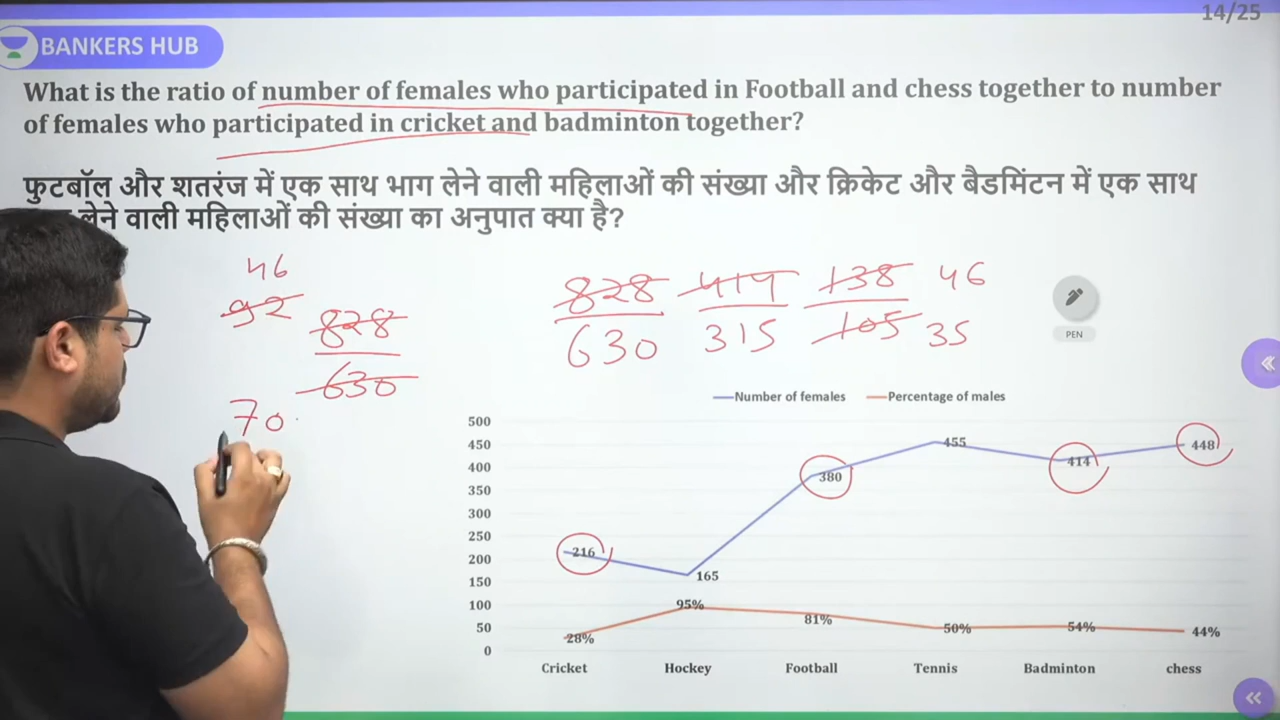 14/25
BANKERS HUB
What is the ratio of number of females who participated in Football and chess together to number
of females who participated in cricket and badminton together?
फुटबॉल और शतरंज में एक साथ भाग लेने वाली महिलाओं की संख्या और क्रिकेट और बैडमिंटन में एक साथ
लेने वाली महिलाओं की संख्या का अनुपात क्या है?
46
92 828
630
70
828 414 138 46
630 315 105 35
PEN
Number of females Percentage of males
500
450
400
350
300
250
200
150
100
50
0
216 165 380 455 414 448
28% 95% 81% 50% 54% 44%
Cricket Hockey Football Tennis Badminton chess